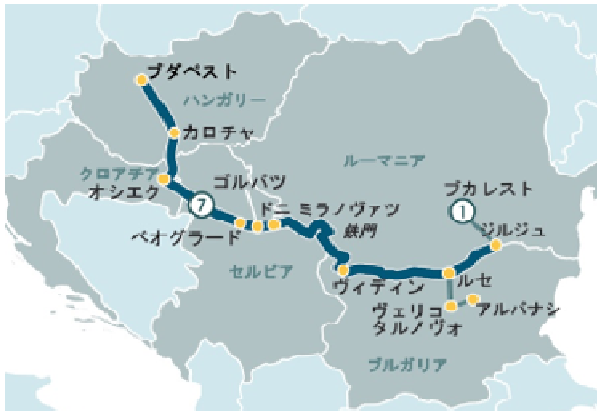 ブダペスト
ハンガリー
カロチャ
ルーマニア
クロアチア
オシエク
ゴルバツ
ブカレスト
7
ドニ ミラノヴァツ
1
ベオグラード
鉄門
ジルジュ
セルビア
ヴィディン
ルセ
ヴェリコ
タルノヴォ
アルバナシ
ブルガリア